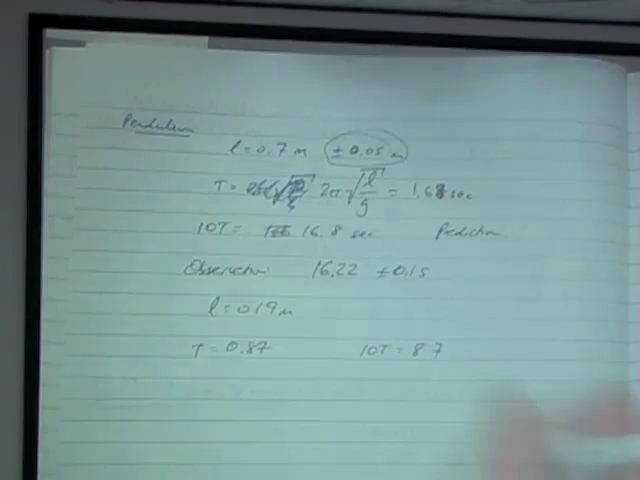 Pendulum
l = 0.7 m ± 0.05 m
T = 2π √(l/g) = 1.68 sec
10T = 16.8 sec Pediction
Observation 16.22 ± 0.15
l = 0.19 m
T = 0.87 10T = 8.7